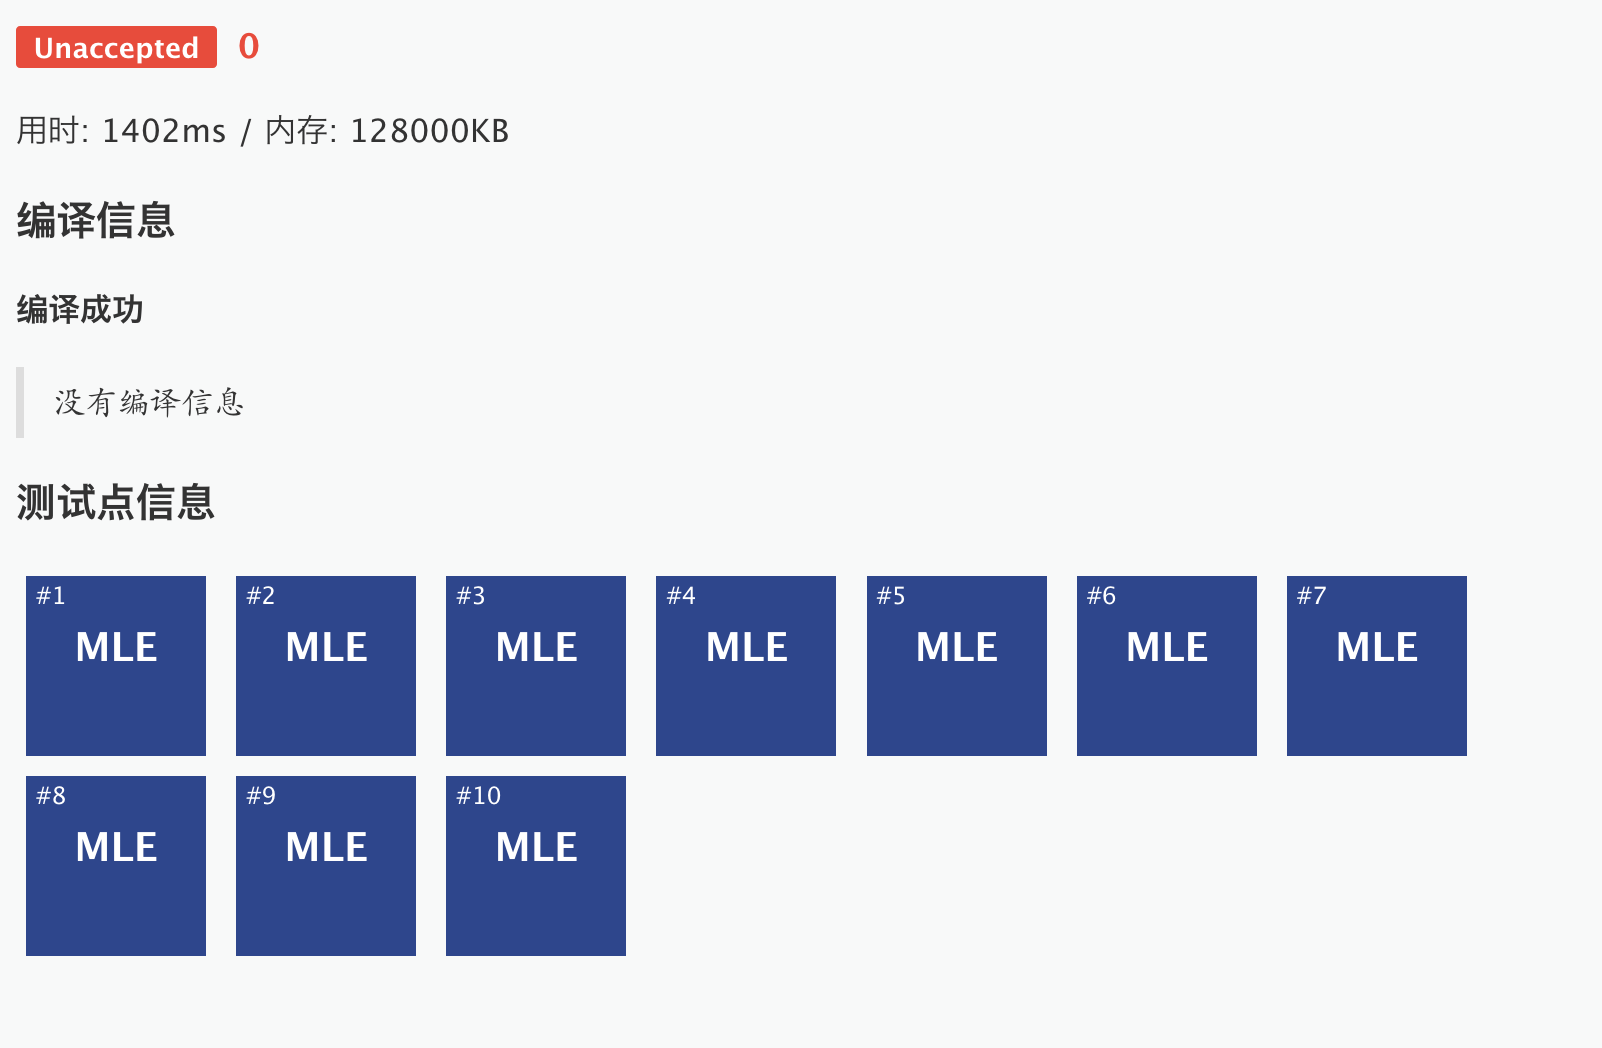 Unaccepted 0
用时: 1402ms / 内存: 128000KB
编译信息
编译成功
没有编译信息
测试点信息
#1 #2 #3 #4 #5 #6 #7
MLE MLE MLE MLE MLE MLE MLE
#8 #9 #10
MLE MLE MLE